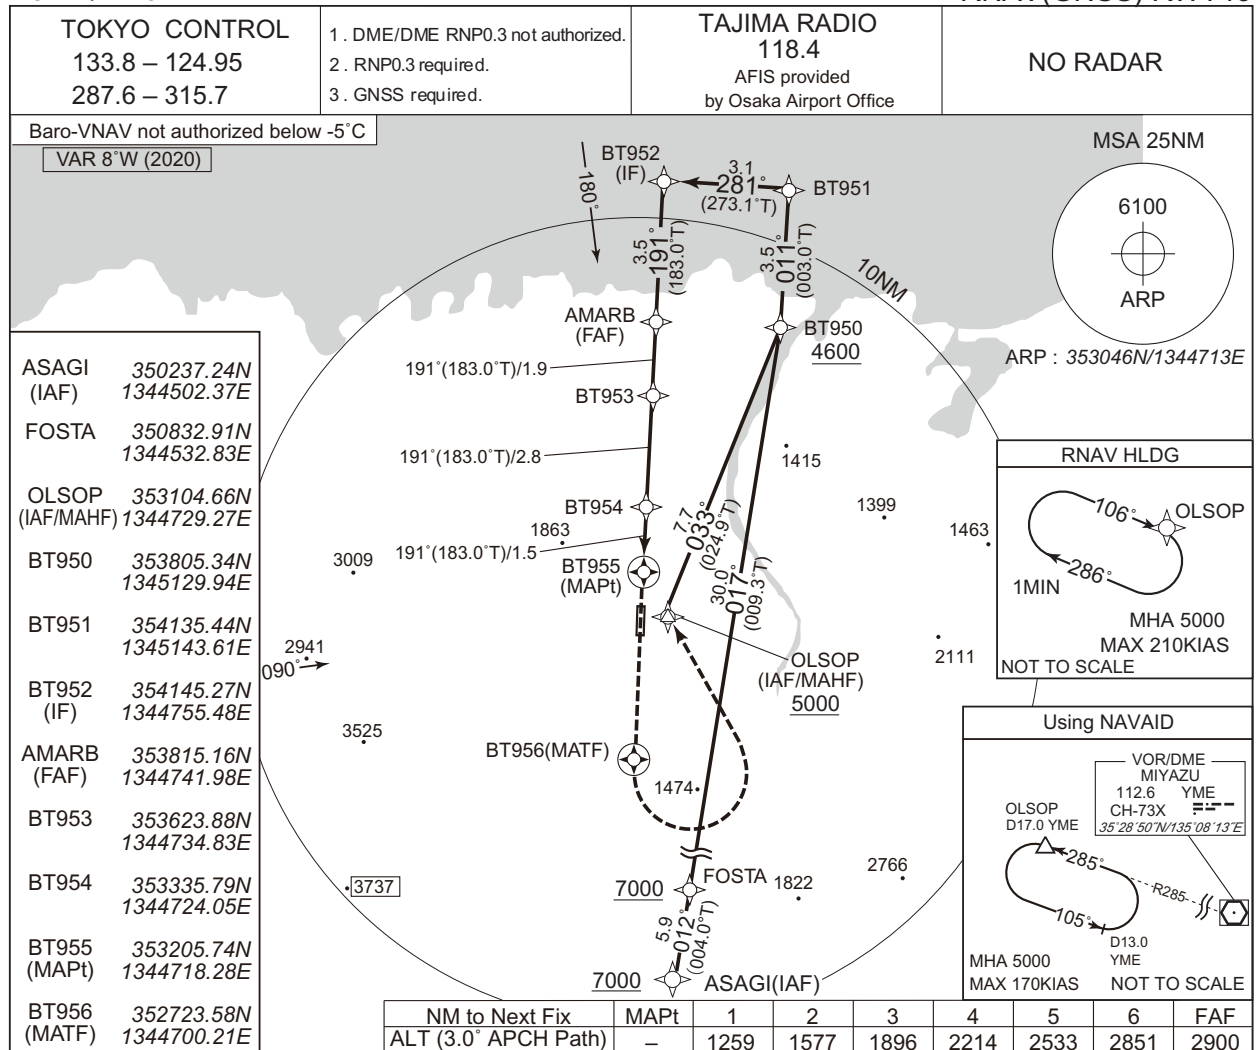 TOKYO CONTROL
133.8 – 124.95
287.6 – 315.7
1 . DME/DME RNP0.3 not authorized.
2 . RNP0.3 required.
3 . GNSS required.
TAJIMA RADIO
118.4
AFIS provided
by Osaka Airport Office
NO RADAR
Baro-VNAV not authorized below -5˚C
VAR 8˚W (2020)
MSA 25NM
6100
ARP
ARP : 353046N/1344713E
180˚
BT952
(IF)
3.1
281˚
(273.1˚T)
BT951
3.5
191˚
(183.0˚T)
3.5
011˚
(003.0˚T)
10NM
AMARB
(FAF)
BT950
4600
191˚(183.0˚T)/1.9
BT953
191˚(183.0˚T)/2.8
BT954
191˚(183.0˚T)/1.5
BT955
(MAPt)
1415
1399
1463
1863
3009
2941
090˚
3525
2111
7.7
033˚
(024.9˚T)
30.0
017˚
(009.3˚T)
OLSOP
(IAF/MAHF)
5000
BT956(MATF)
1474
3737
7000
FOSTA
1822
2766
5.9
012˚
(004.0˚T)
7000
ASAGI(IAF)
ASAGI
(IAF)
350237.24N
1344502.37E
FOSTA
350832.91N
1344532.83E
OLSOP
(IAF/MAHF)
353104.66N
1344729.27E
BT950
353805.34N
1345129.94E
BT951
354135.44N
1345143.61E
BT952
(IF)
354145.27N
1344755.48E
AMARB
(FAF)
353815.16N
1344741.98E
BT953
353623.88N
1344734.83E
BT954
353335.79N
1344724.05E
BT955
(MAPt)
353205.74N
1344718.28E
BT956
(MATF)
352723.58N
1344700.21E
RNAV HLDG
106˚
OLSOP
286˚
1MIN
MHA 5000
MAX 210KIAS
NOT TO SCALE
Using NAVAID
VOR/DME
MIYAZU
112.6 YME
CH-73X
35˚28´50˝N/135˚08´13˝E
OLSOP
D17.0 YME
285˚
R285
105˚
D13.0
YME
MHA 5000
MAX 170KIAS
NOT TO SCALE
NM to Next Fix MAPt 1 2 3 4 5 6 FAF
ALT (3.0˚ APCH Path) – 1259 1577 1896 2214 2533 2851 2900